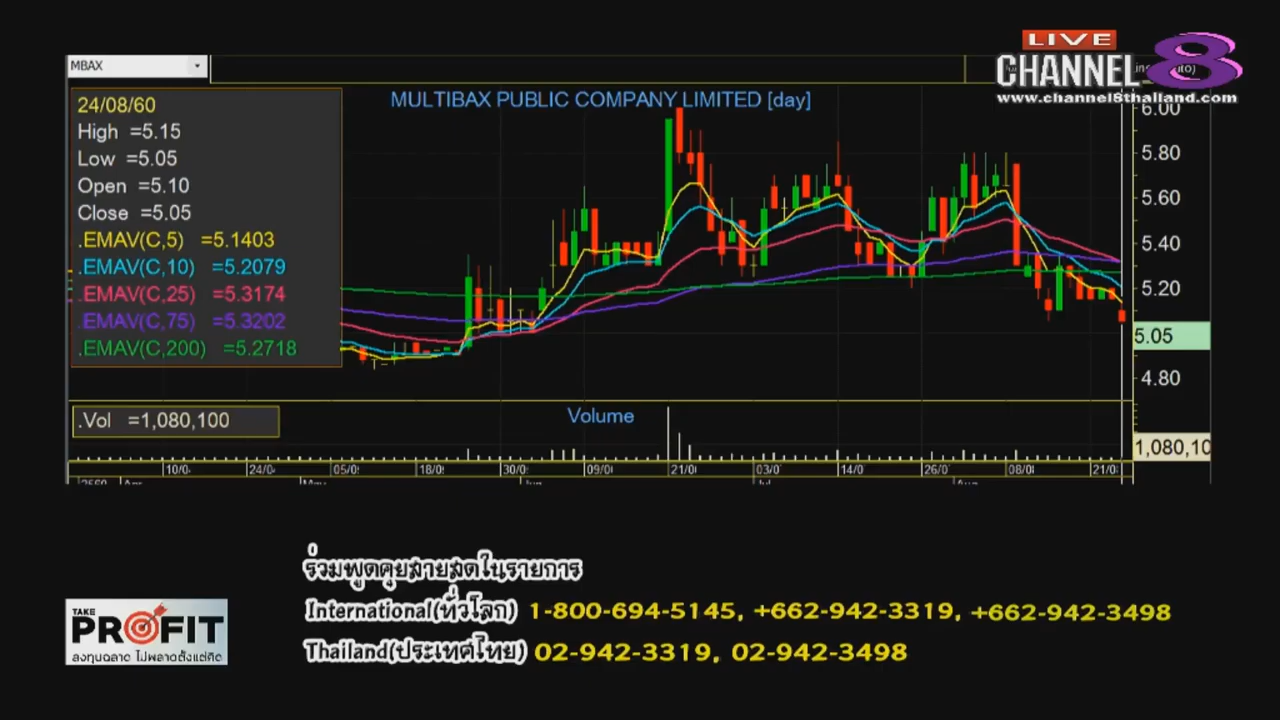 LIVE
CHANNEL 8
www.channel8thailand.com
MBAX
MULTIBAX PUBLIC COMPANY LIMITED [day]
24/08/60
High =5.15
Low =5.05
Open =5.10
Close =5.05
.EMAV(C,5) =5.1403
.EMAV(C,10) =5.2079
.EMAV(C,25) =5.3174
.EMAV(C,75) =5.3202
.EMAV(C,200) =5.2718
6.00
5.80
5.60
5.40
5.20
5.05
4.80
.Vol =1,080,100
Volume
1,080,10
10/0 24/0 05/0 18/0 30/0 09/0 21/0 03/0 14/0 26/0 08/0 21/0
ร่วมพูดคุยสายสดในรายการ
International(ทั่วโลก) 1-800-694-5145, +662-942-3319, +662-942-3498
Thailand(ประเทศไทย) 02-942-3319, 02-942-3498
TAKE
PROFIT
ลงทุนฉลาด ไม่พลาดตั้งแต่คิด